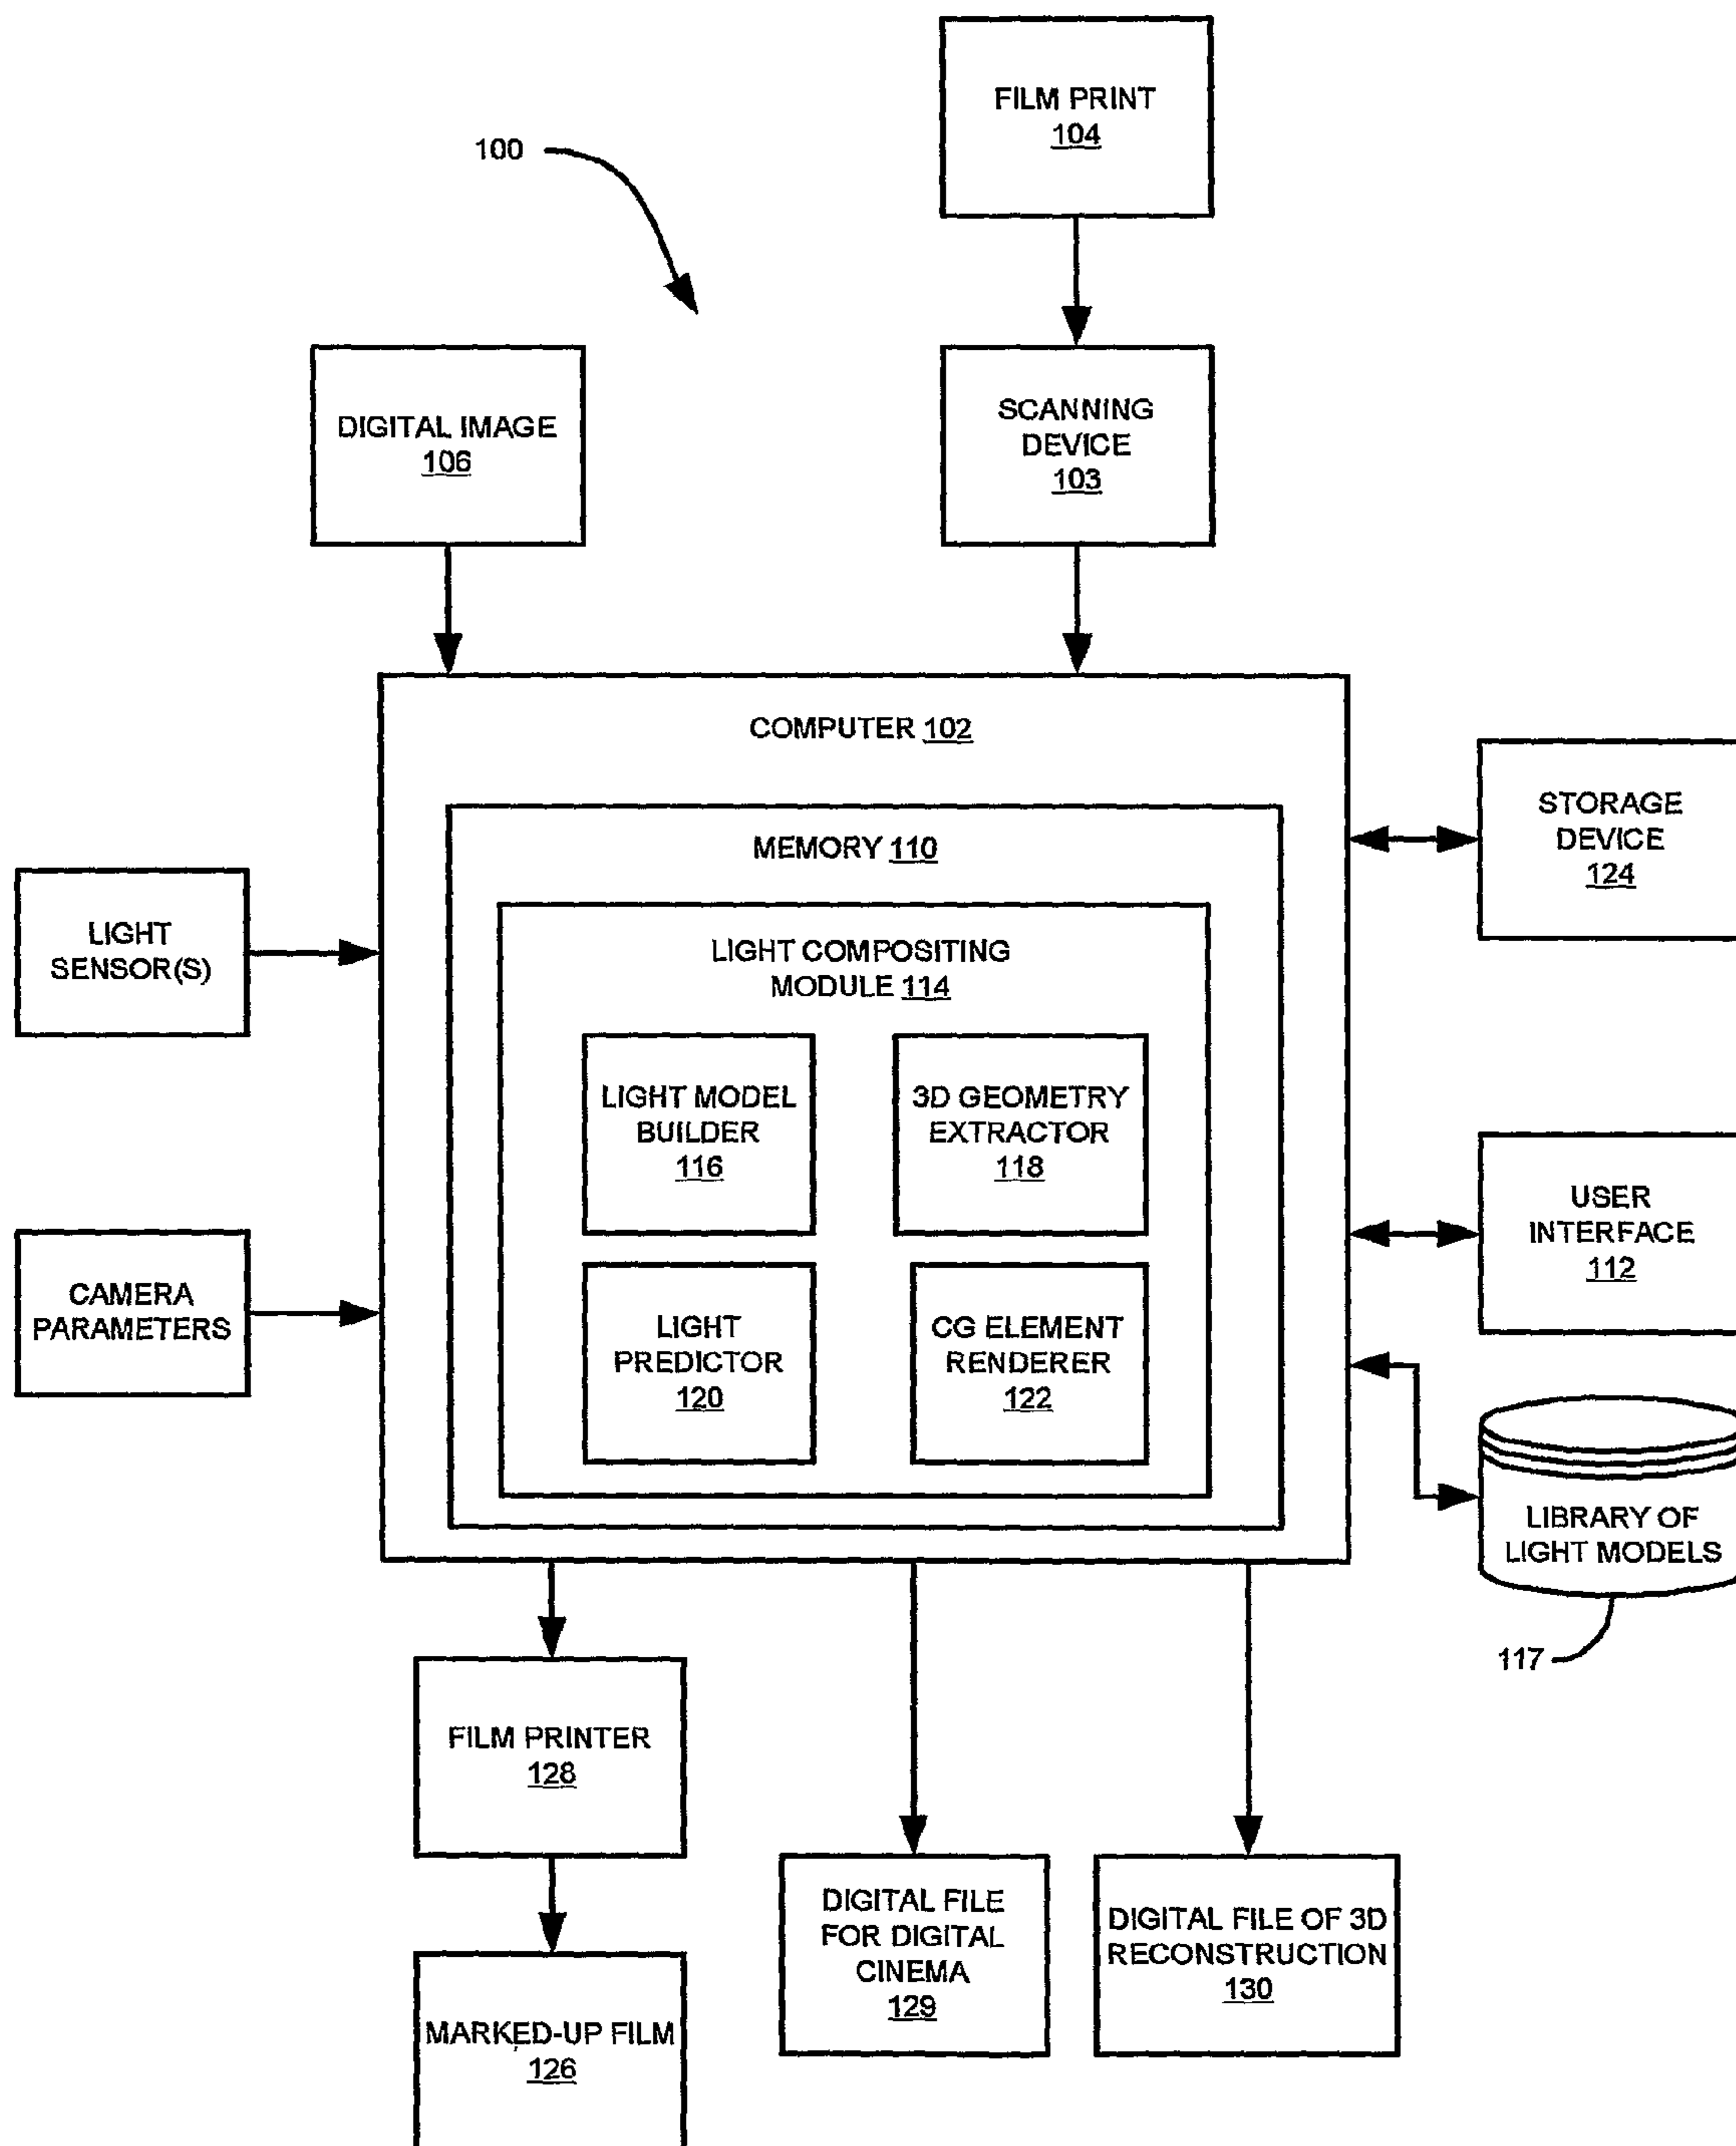 FILM PRINT
104
100
DIGITAL IMAGE
106
SCANNING
DEVICE
103
COMPUTER 102
STORAGE
DEVICE
124
MEMORY 110
LIGHT
SENSOR(S)
LIGHT COMPOSITING
MODULE 114
LIGHT MODEL
BUILDER
116
3D GEOMETRY
EXTRACTOR
118
USER
INTERFACE
112
CAMERA
PARAMETERS
LIGHT
PREDICTOR
120
CG ELEMENT
RENDERER
122
LIBRARY OF
LIGHT MODELS
117
FILM PRINTER
128
DIGITAL FILE
FOR DIGITAL
CINEMA
129
DIGITAL FILE OF 3D
RECONSTRUCTION
130
MARKED-UP FILM
126